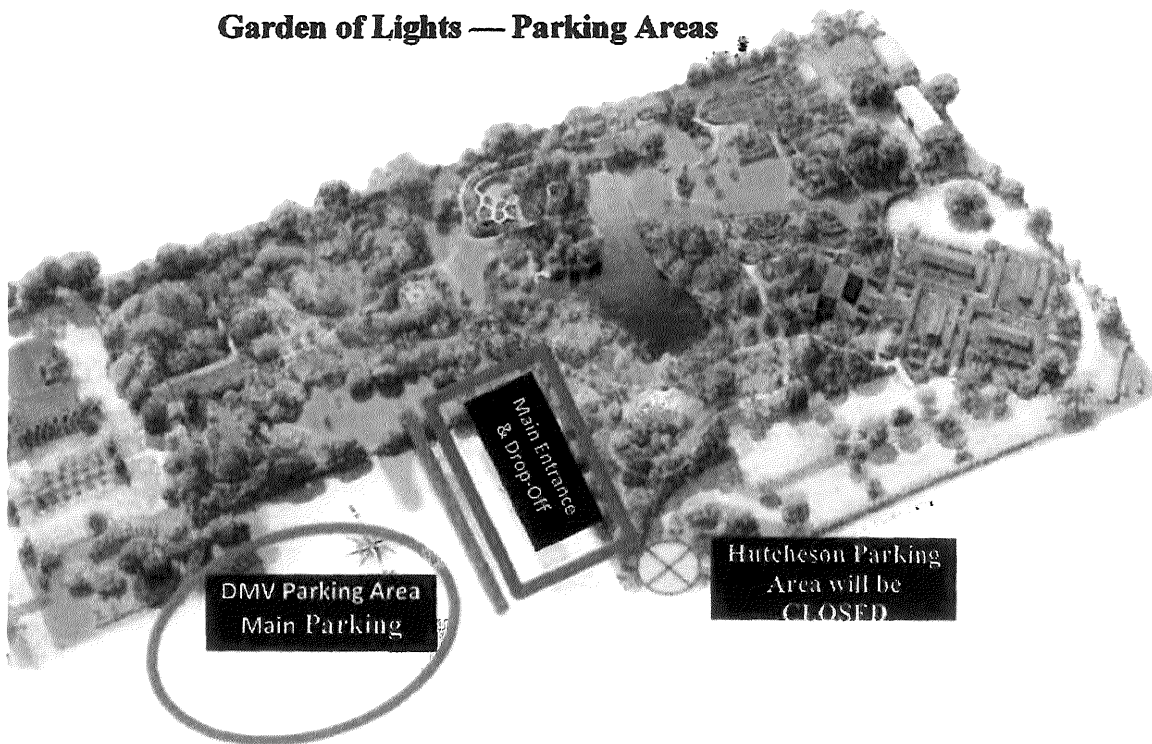 Garden of Lights — Parking Areas
Main Entrance
& Drop-Off
DMV Parking Area
Main Parking
Hutcheson Parking
Area will be
CLOSED